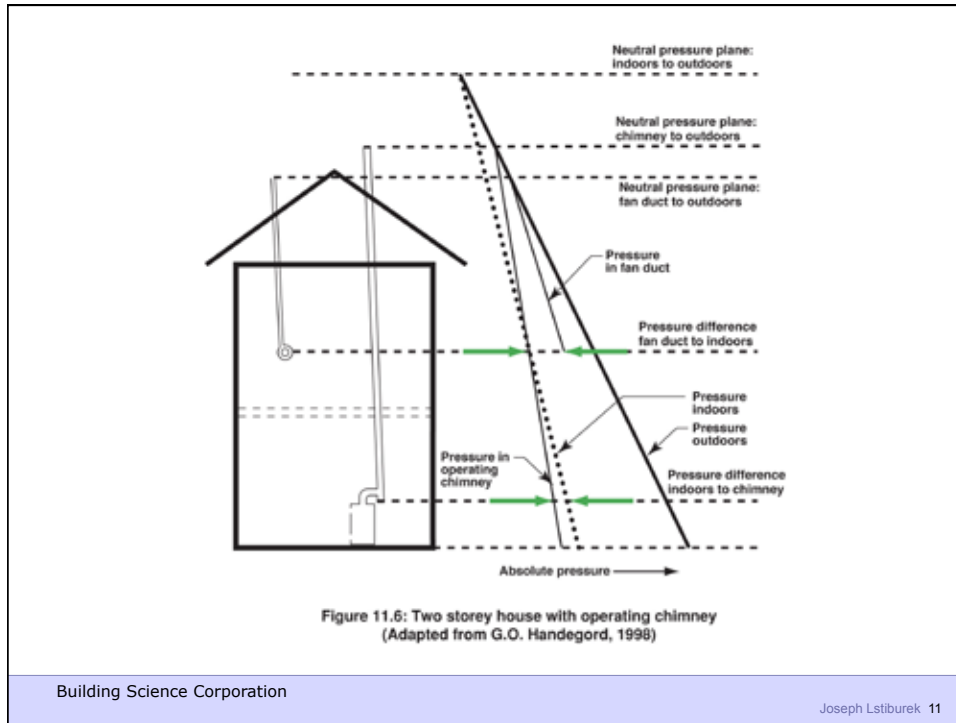 Neutral pressure plane:
indoors to outdoors
Neutral pressure plane:
chimney to outdoors
Neutral pressure plane:
fan duct to outdoors
Pressure
in fan duct
Pressure difference
fan duct to indoors
Pressure
indoors
Pressure
outdoors
Pressure in
operating
chimney
Pressure difference
indoors to chimney
Absolute pressure
Figure 11.6: Two storey house with operating chimney
(Adapted from G.O. Handegord, 1998)
Building Science Corporation
Joseph Lstiburek 11